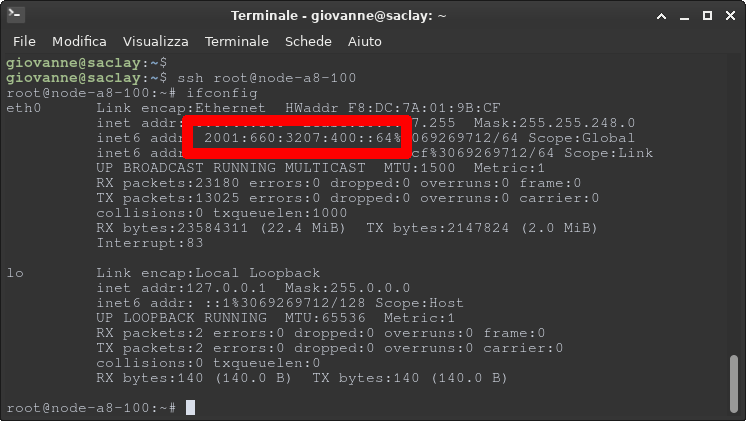 Terminale - giovanne@saclay: ~
File Modifica Visualizza Terminale Schede Aiuto
giovanne@saclay:~$
giovanne@saclay:~$ ssh root@node-a8-100
root@node-a8-100:~# ifconfig
eth0 Link encap:Ethernet HWaddr F8:DC:7A:01:9B:CF
inet addr: 7.255 Mask:255.255.248.0
inet6 addr: 2001:660:3207:400::64%3069269712/64 Scope:Global
inet6 addr: cf%3069269712/64 Scope:Link
UP BROADCAST RUNNING MULTICAST MTU:1500 Metric:1
RX packets:23180 errors:0 dropped:0 overruns:0 frame:0
TX packets:13025 errors:0 dropped:0 overruns:0 carrier:0
collisions:0 txqueuelen:1000
RX bytes:23584311 (22.4 MiB) TX bytes:2147824 (2.0 MiB)
Interrupt:83
lo Link encap:Local Loopback
inet addr:127.0.0.1 Mask:255.0.0.0
inet6 addr: ::1%3069269712/128 Scope:Host
UP LOOPBACK RUNNING MTU:65536 Metric:1
RX packets:2 errors:0 dropped:0 overruns:0 frame:0
TX packets:2 errors:0 dropped:0 overruns:0 carrier:0
collisions:0 txqueuelen:0
RX bytes:140 (140.0 B) TX bytes:140 (140.0 B)
root@node-a8-100:~#